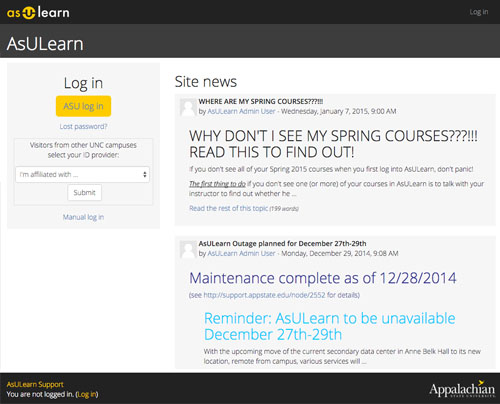 asulearn
Log in
AsULearn
Log in
ASU log in
Lost password?
Visitors from other UNC campuses
select your ID provider:
I'm affiliated with ...
Submit
Manual log in
Site news
WHERE ARE MY SPRING COURSES???!!!
by AsULearn Admin User - Wednesday, January 7, 2015, 9:00 AM
WHY DON'T I SEE MY SPRING COURSES???!!!
READ THIS TO FIND OUT!
If you don't see all of your Spring 2015 courses when you first log into AsULearn, don't panic!
The first thing to do if you don't see one (or more) of your courses in AsULearn is to talk with your
instructor to find out whether he ...
Read the rest of this topic (199 words)
AsULearn Outage planned for December 27th-29th
by AsULearn Admin User - Monday, December 29, 2014, 9:08 AM
Maintenance complete as of 12/28/2014
(see http://support.appstate.edu/node/2552 for details)
Reminder: AsULearn to be unavailable
December 27th-29th
With the upcoming move of the current secondary data center in Anne Belk Hall to its new
location, remote from campus, various services will ...
AsULearn Support
You are not logged in. (Log in)
Appalachian
STATE UNIVERSITY